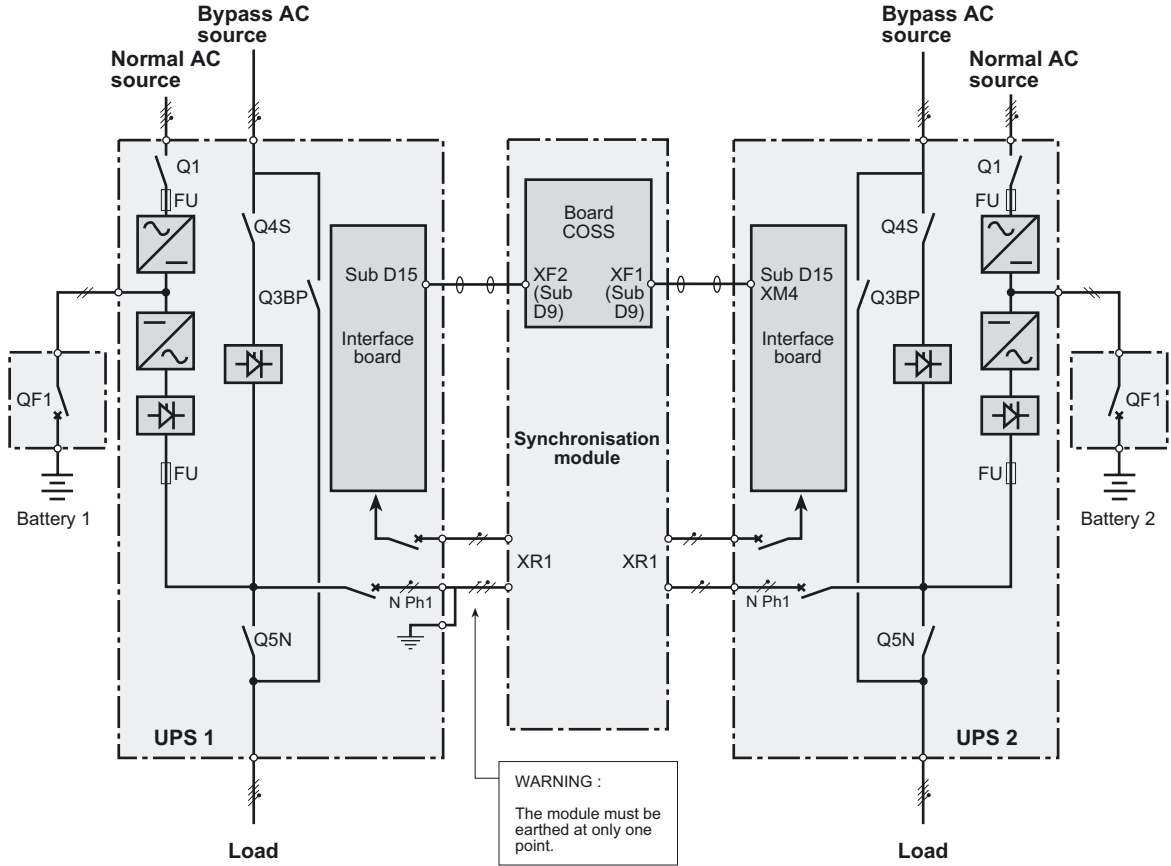 Bypass AC
source
Normal AC
source
Bypass AC
source
Normal AC
source
Q1
FU
Q4S
Q3BP
QF1
Battery 1
FU
Sub D15
Interface
board
N Ph1
Q5N
UPS 1
Load
Board
COSS
XF2
(Sub
D9)
XF1
(Sub
D9)
Synchronisation
module
XR1
XR1
WARNING :
The module must be
earthed at only one
point.
Sub D15
XM4
Interface
board
Q4S
Q3BP
Q1
FU
QF1
Battery 2
FU
N Ph1
Q5N
UPS 2
Load